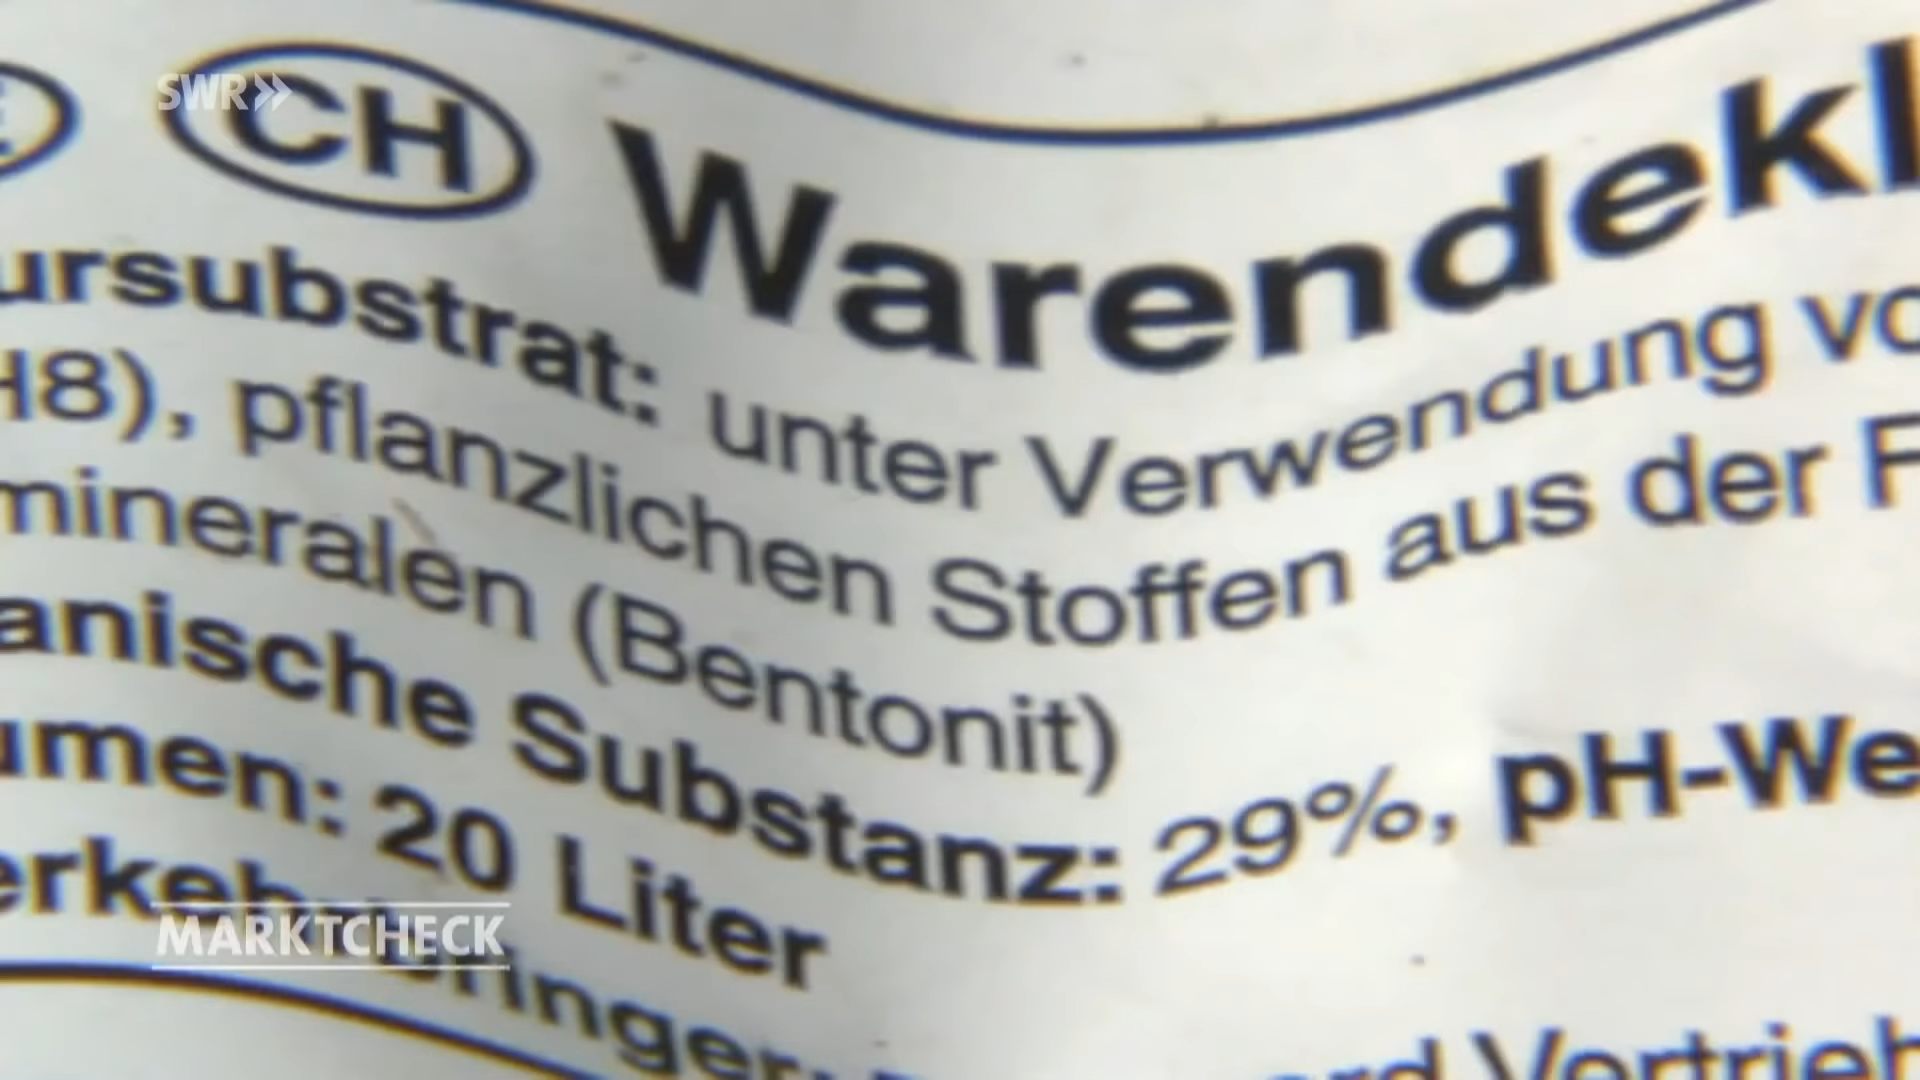 SWR»
CH Warendekl
ursubstrat: unter Verwendung vo
H8), pflanzlichen Stoffen aus der F
mineralen (Bentonit)
anische Substanz: 29%, pH-We
umen: 20 Liter
MARKTCHECK
Vertrieb